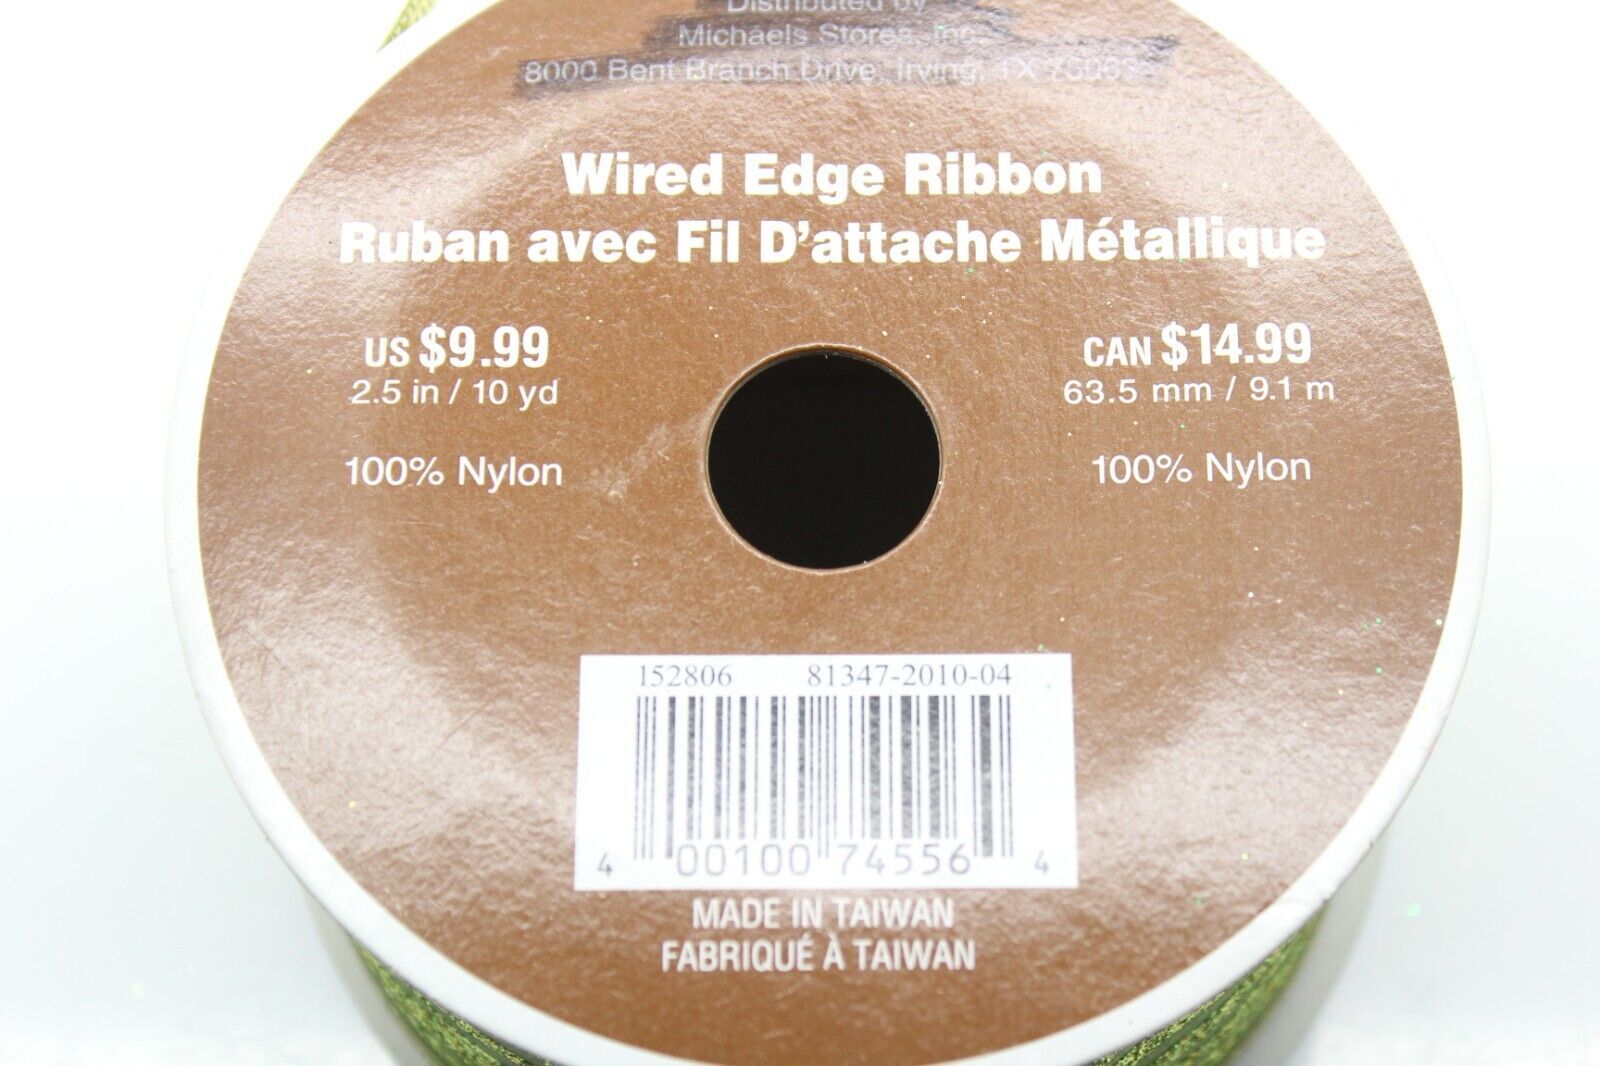 Distributed by
Michaels Stores, Inc.
8000 Bent Branch Drive, Irving, TX
Wired Edge Ribbon
Ruban avec Fil D'attache Métallique
US $9.99
2.5 in / 10 yd
100% Nylon
CAN $14.99
63.5 mm / 9.1 m
100% Nylon
152806 81347-2010-04
4 00100 74556 4
MADE IN TAIWAN
FABRIQUÉ À TAIWAN